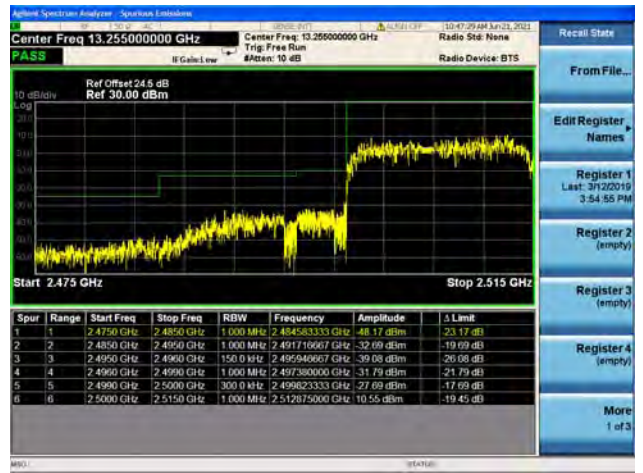 Agilent Spectrum Analyzer - Spurious Emissions
Center Freq 13.255000000 GHz
Center Freq: 13.255000000 GHz
Trig: Free Run
#Atten: 10 dB
ALIGN OFF
10:47:29 AM Jun 21, 2021
Radio Std: None
Radio Device: BTS
PASS
IFGain:Low
Ref Offset 24.5 dB
Ref 30.00 dBm
10 dB/div
Log
Start 2.475 GHz
Stop 2.515 GHz
Spur Range Start Freq Stop Freq RBW Frequency Amplitude Δ Limit
1 1 2.4750 GHz 2.4850 GHz 1.000 MHz 2.484583333 GHz -48.17 dBm -23.17 dB
2 2 2.4850 GHz 2.4950 GHz 1.000 MHz 2.491716667 GHz -32.69 dBm -19.69 dB
3 3 2.4950 GHz 2.4960 GHz 150.0 kHz 2.495946667 GHz -39.08 dBm -26.08 dB
4 4 2.4960 GHz 2.4990 GHz 1.000 MHz 2.497380000 GHz -31.79 dBm -21.79 dB
5 5 2.4990 GHz 2.5000 GHz 300.0 kHz 2.499823333 GHz -27.69 dBm -17.69 dB
6 6 2.5000 GHz 2.5150 GHz 1.000 MHz 2.512875000 GHz 10.55 dBm -19.45 dB
MSG
STATUS
Recall State
From File...
Edit Register
Names
Register 1
Last: 3/12/2019
3:54:55 PM
Register 2
(empty)
Register 3
(empty)
Register 4
(empty)
More
1 of 3